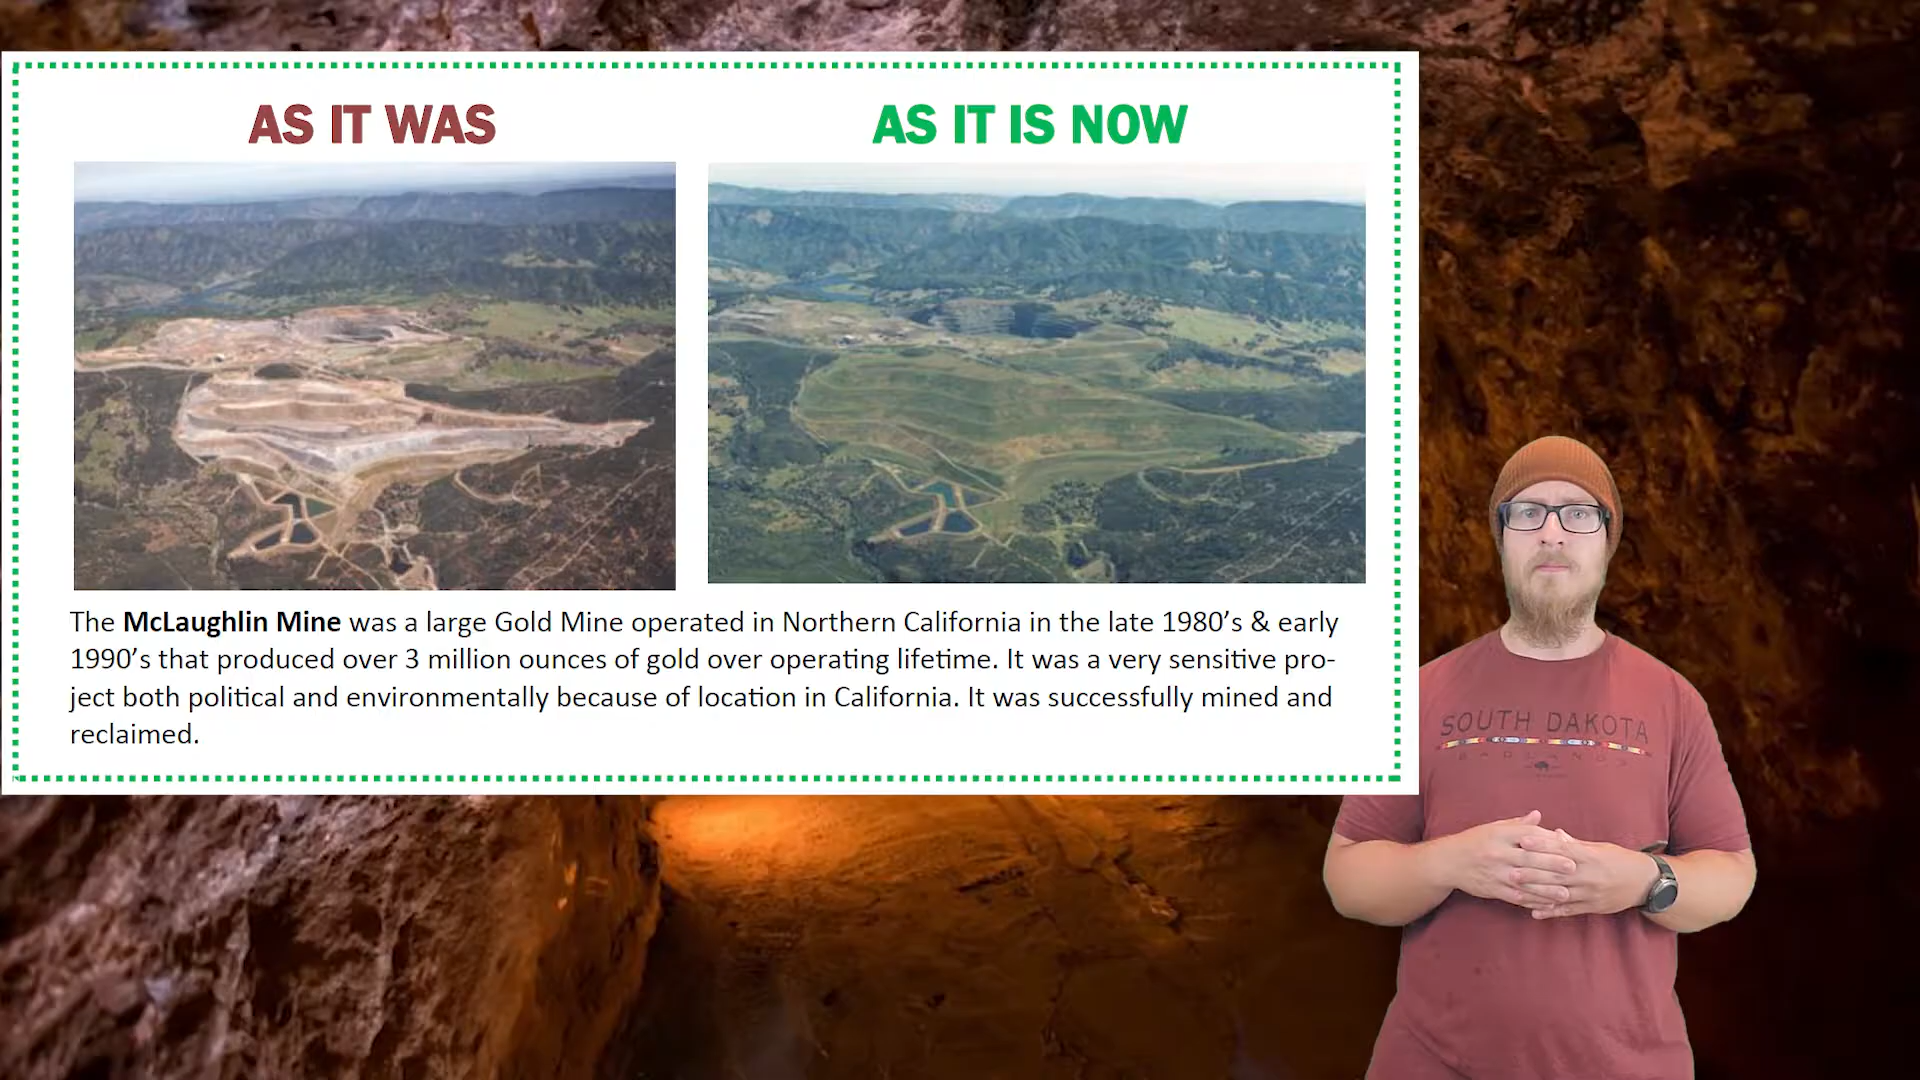 AS IT WAS
AS IT IS NOW
The McLaughlin Mine was a large Gold Mine operated in Northern California in the late 1980’s & early
1990’s that produced over 3 million ounces of gold over operating lifetime. It was a very sensitive pro-
ject both political and environmentally because of location in California. It was successfully mined and
reclaimed.
SOUTH DAKOTA
BADLANDS